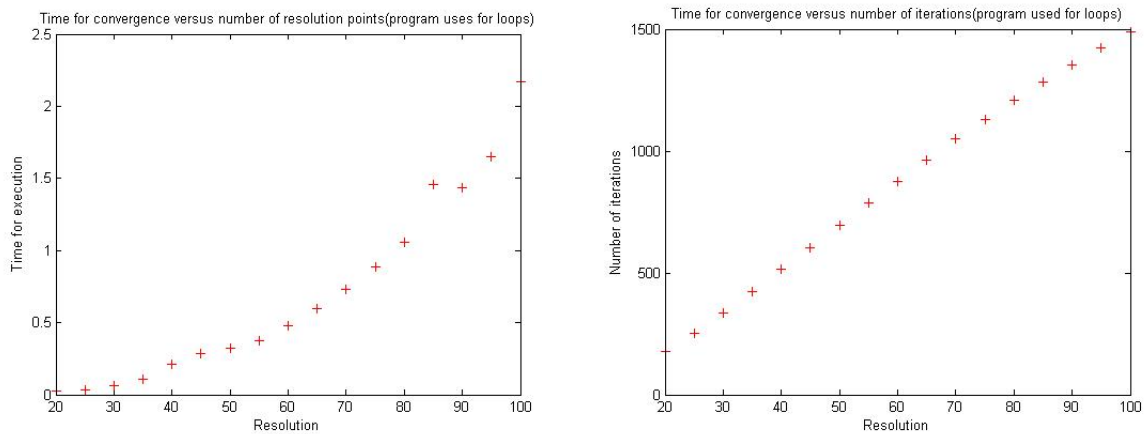 Time for convergence versus number of resolution points(program uses for loops)
2.5
2
1.5
1
0.5
0
20 30 40 50 60 70 80 90 100
Time for execution
Resolution
Time for convergence versus number of iterations(program used for loops)
1500
1000
500
0
20 30 40 50 60 70 80 90 100
Number of iterations
Resolution